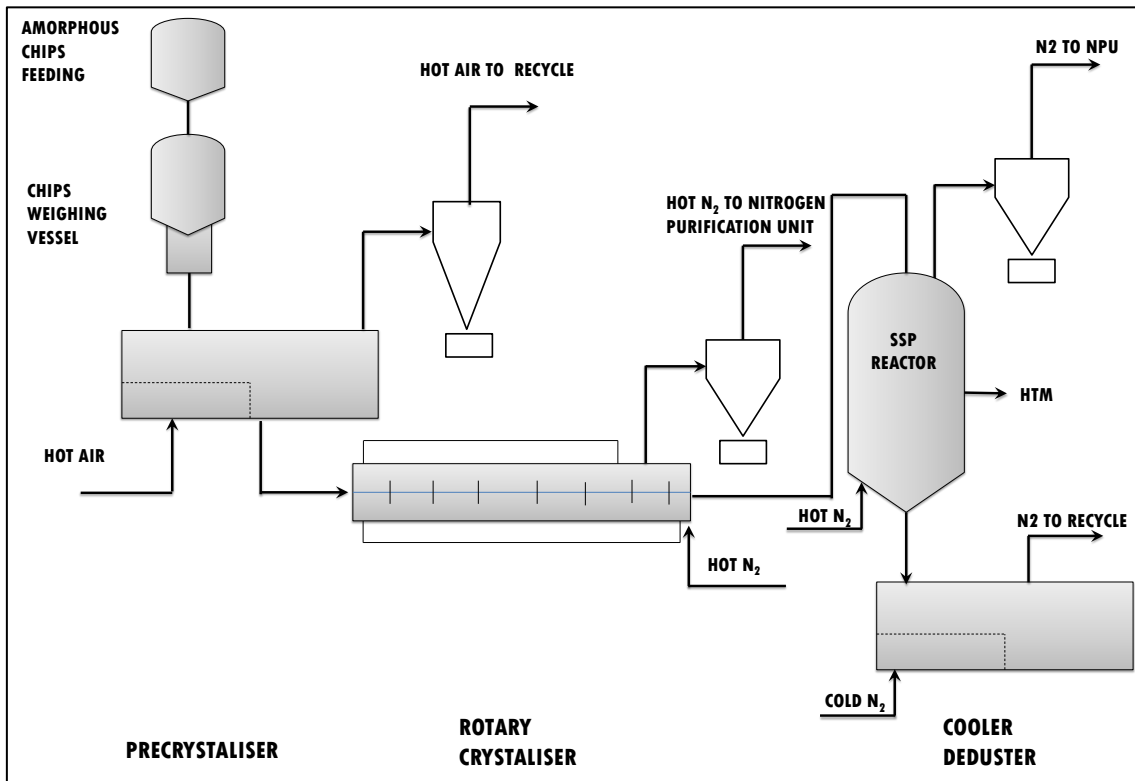 AMORPHOUS
CHIPS
FEEDING
CHIPS
WEIGHING
VESSEL
HOT AIR TO RECYCLE
N2 TO NPU
HOT N₂ TO NITROGEN
PURIFICATION UNIT
SSP
REACTOR
HTM
HOT AIR
HOT N₂
HOT N₂
N2 TO RECYCLE
COLD N₂
PRECRYSTALISER
ROTARY
CRYSTALISER
COOLER
DEDUSTER